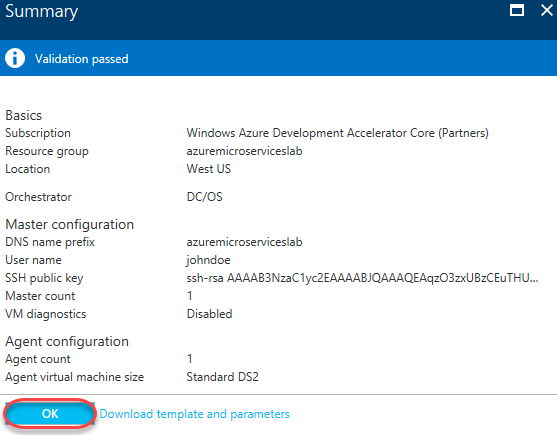 Summary
Validation passed
Basics
Subscription Windows Azure Development Accelerator Core (Partners)
Resource group azuremicroserviceslab
Location West US
Orchestrator DC/OS
Master configuration
DNS name prefix azuremicroserviceslab
User name johndoe
SSH public key ssh-rsa AAAAB3NzaC1yc2EAAAABJQAAAQEAqzO3zxUBzCEuTHU...
Master count 1
VM diagnostics Disabled
Agent configuration
Agent count 1
Agent virtual machine size Standard DS2
OK Download template and parameters